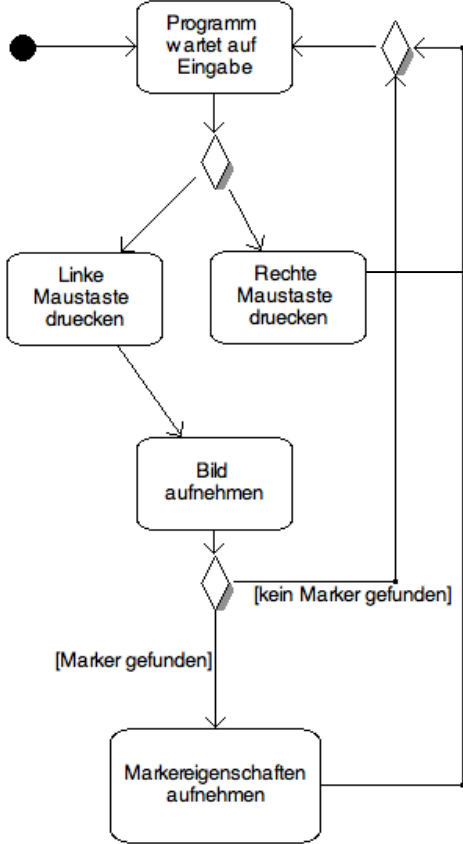 Programm
wartet auf
Eingabe
Linke
Maustaste
druecken
Rechte
Maustaste
druecken
Bild
aufnehmen
[kein Marker gefunden]
[Marker gefunden]
Markereigenschaften
aufnehmen